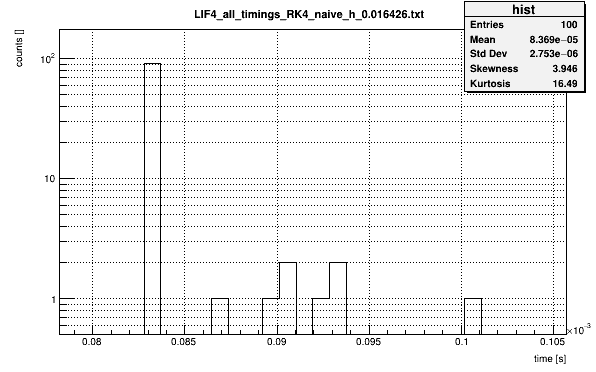 LIF4_all_timings_RK4_naive_h_0.016426.txt
hist
Entries 100
Mean 8.369e−05
Std Dev 2.753e−06
Skewness 3.946
Kurtosis 16.49
counts []
10²
10
1
0.08 0.085 0.09 0.095 0.1 0.105
×10⁻³
time [s]